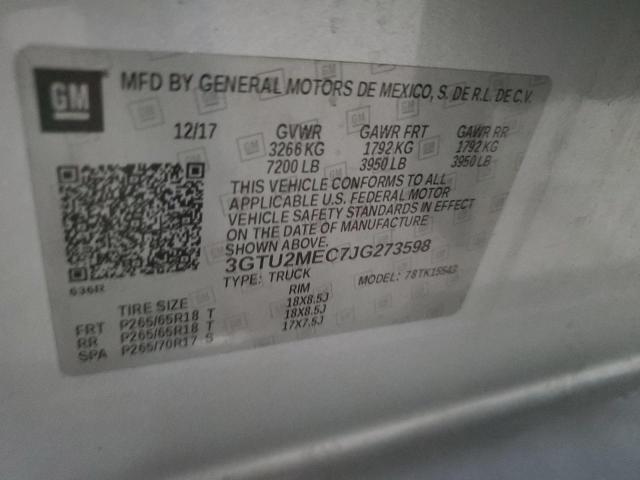 GM
MFD BY GENERAL MOTORS DE MEXICO, S. DE R.L. DE C.V.
12/17 GVWR GAWR FRT GAWR RR
3266 KG 1792 KG 1792 KG
7200 LB 3950 LB 3950 LB
THIS VEHICLE CONFORMS TO ALL
APPLICABLE U.S. FEDERAL MOTOR
VEHICLE SAFETY STANDARDS IN EFFECT
ON THE DATE OF MANUFACTURE
SHOWN ABOVE.
3GTU2MEC7JG273598
TYPE: TRUCK MODEL: 78TK15543
636R
TIRE SIZE RIM
FRT P265/65R18 T 18X8.5J
RR P265/65R18 T 18X8.5J
SPA P265/70R17 S 17X7.5J